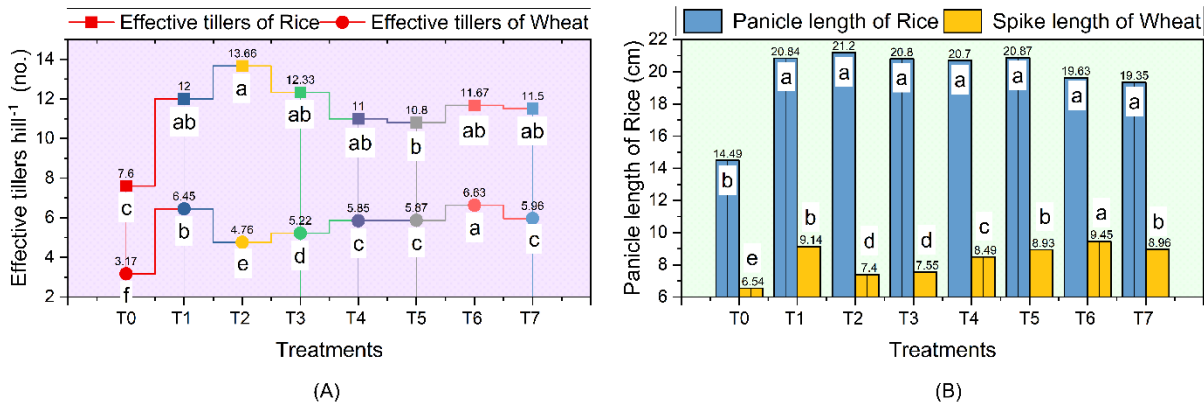 Effective tillers of Rice Effective tillers of Wheat
Effective tillers hill-1 (no.)
14
12
10
8
6
4
2
7.6
12
13.66
12.33
11
10.8
11.67
11.5
c
ab
a
ab
ab
b
ab
ab
3.17
6.45
4.76
5.22
5.85
5.87
6.63
5.96
f
b
e
d
c
c
a
c
T0 T1 T2 T3 T4 T5 T6 T7
Treatments
(A)
Panicle length of Rice Spike length of Wheat
Panicle length of Rice (cm)
22
20
18
16
14
12
10
8
6
14.49
20.84
21.2
20.8
20.7
20.87
19.63
19.35
b
a
a
a
a
a
a
a
e
b
d
d
c
b
a
b
6.54
9.14
7.4
7.55
8.49
8.93
9.45
8.96
T0 T1 T2 T3 T4 T5 T6 T7
Treatments
(B)